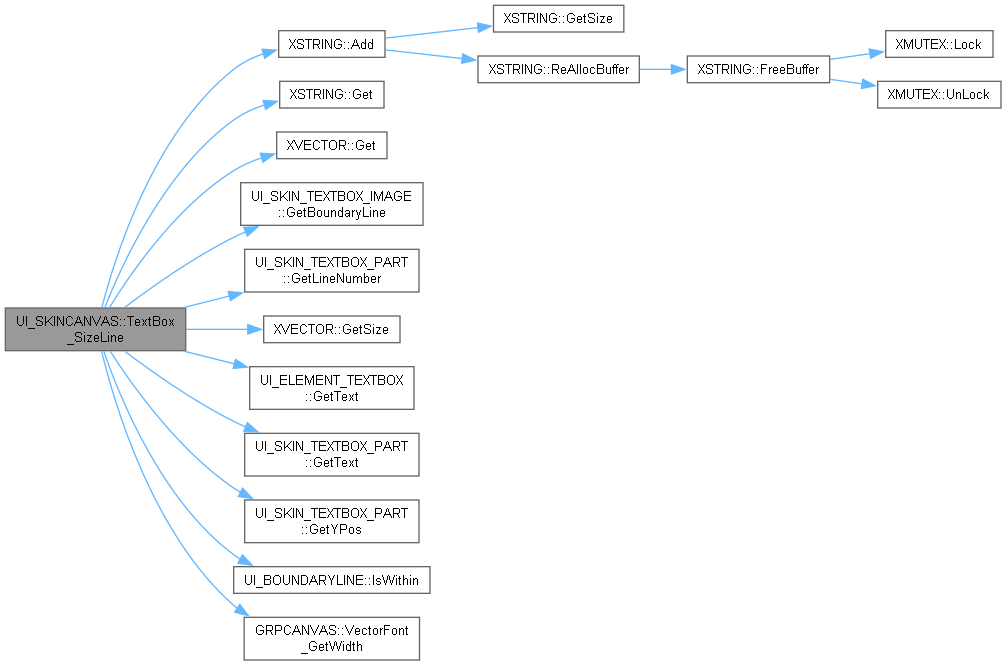 UI_SKINCANVAS::TextBox
_SizeLine
XSTRING::Add
XSTRING::GetSize
XSTRING::ReAllocBuffer
XSTRING::FreeBuffer
XMUTEX::Lock
XMUTEX::UnLock
XSTRING::Get
XVECTOR::Get
UI_SKIN_TEXTBOX_IMAGE
::GetBoundaryLine
UI_SKIN_TEXTBOX_PART
::GetLineNumber
XVECTOR::GetSize
UI_ELEMENT_TEXTBOX
::GetText
UI_SKIN_TEXTBOX_PART
::GetText
UI_SKIN_TEXTBOX_PART
::GetYPos
UI_BOUNDARYLINE::IsWithin
GRPCANVAS::VectorFont
_GetWidth